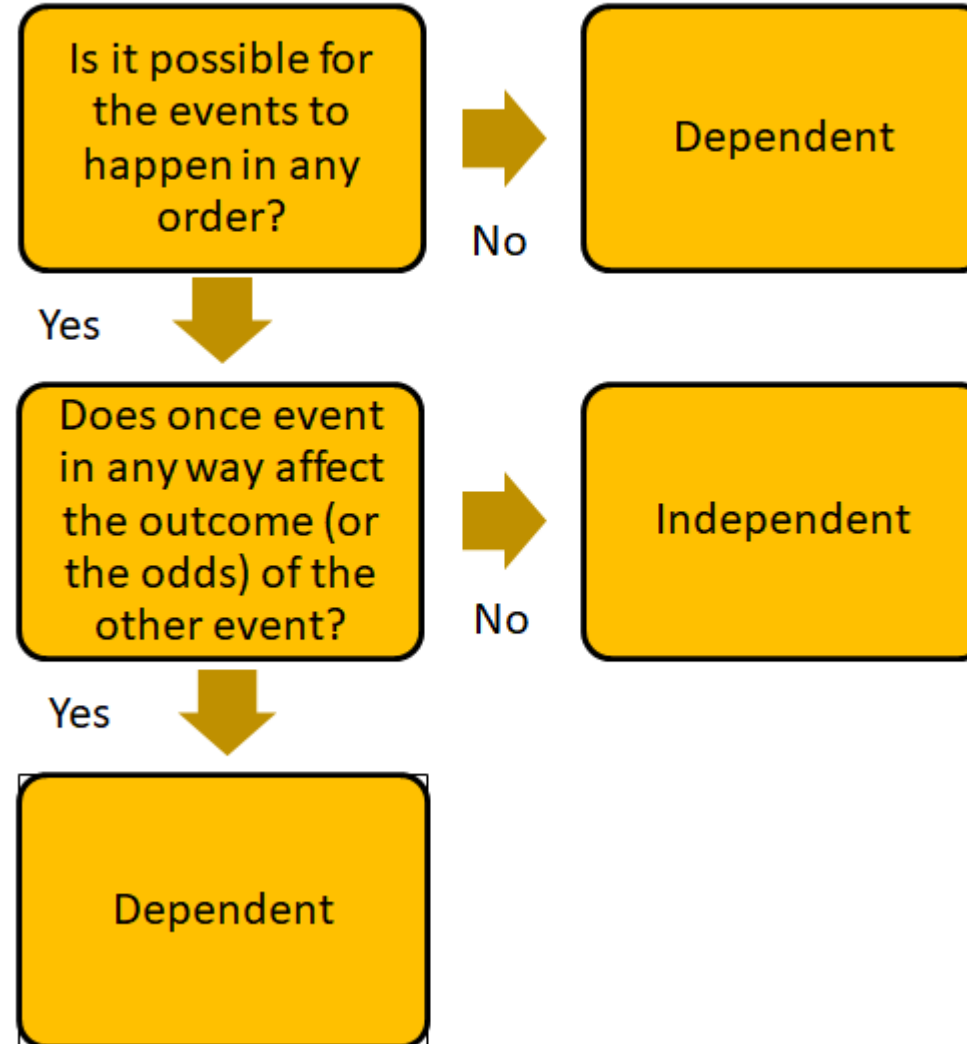 Is it possible for
the events to
happen in any
order?
No
Dependent
Yes
Does once event
in any way affect
the outcome (or
the odds) of the
other event?
No
Independent
Yes
Dependent